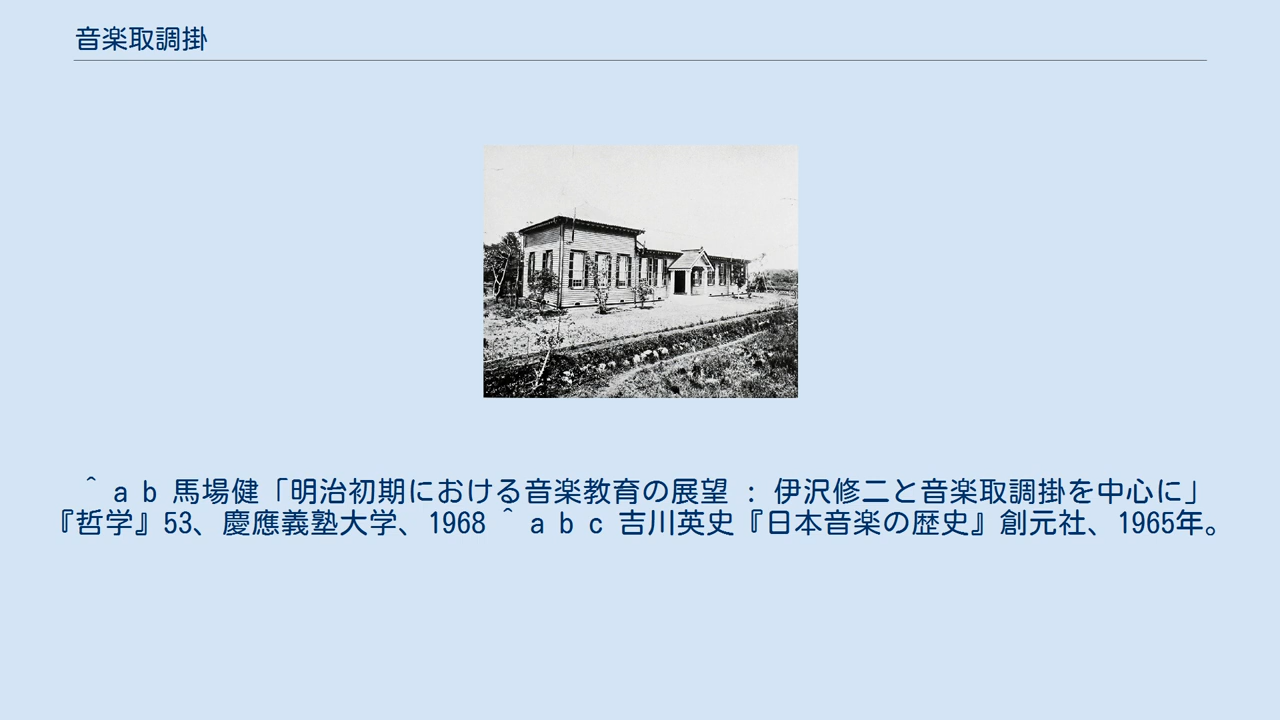 音楽取調掛
^ a b 馬場健「明治初期における音楽教育の展望 : 伊沢修二と音楽取調掛を中心に」
『哲学』53、慶應義塾大学、1968 ^ a b c 吉川英史『日本音楽の歴史』創元社、1965年。